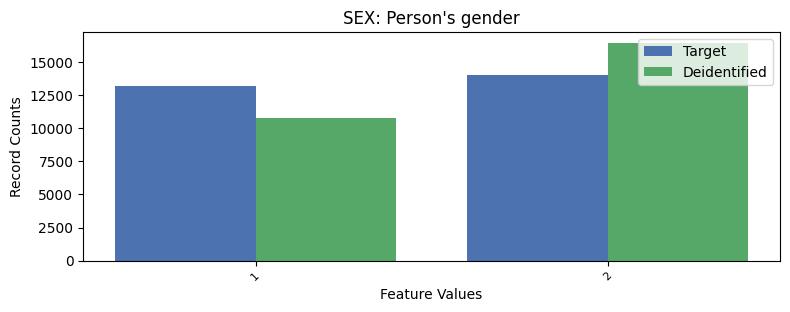 SEX: Person's gender
Target
Deidentified
Record Counts
15000
12500
10000
7500
5000
2500
0
1
2
Feature Values